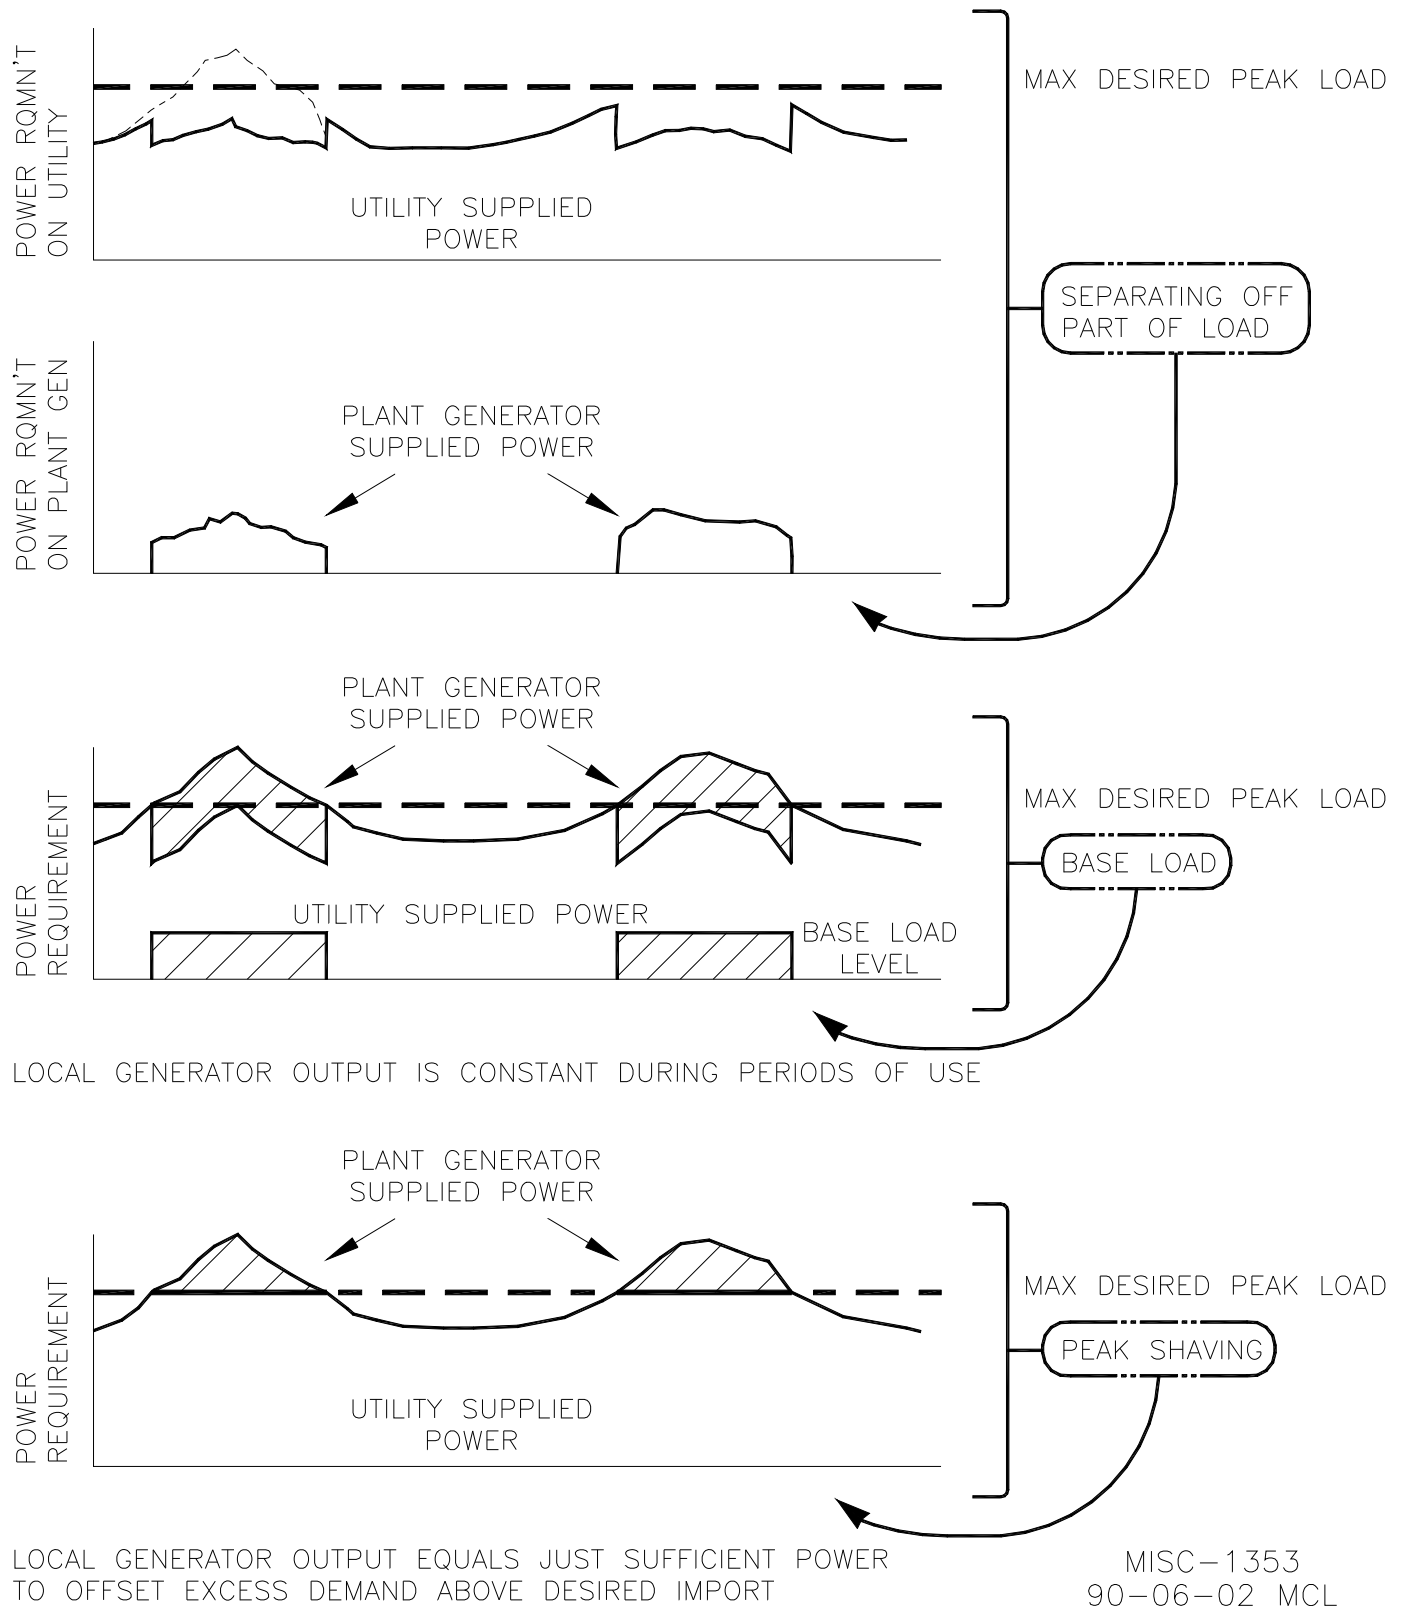 POWER RQMN'T
ON UTILITY
MAX DESIRED PEAK LOAD
UTILITY SUPPLIED
POWER
SEPARATING OFF
PART OF LOAD
POWER RQMN'T
ON PLANT GEN
PLANT GENERATOR
SUPPLIED POWER
PLANT GENERATOR
SUPPLIED POWER
POWER
REQUIREMENT
MAX DESIRED PEAK LOAD
BASE LOAD
UTILITY SUPPLIED POWER
BASE LOAD
LEVEL
LOCAL GENERATOR OUTPUT IS CONSTANT DURING PERIODS OF USE
PLANT GENERATOR
SUPPLIED POWER
POWER
REQUIREMENT
MAX DESIRED PEAK LOAD
PEAK SHAVING
UTILITY SUPPLIED
POWER
LOCAL GENERATOR OUTPUT EQUALS JUST SUFFICIENT POWER
TO OFFSET EXCESS DEMAND ABOVE DESIRED IMPORT
MISC-1353
90-06-02 MCL